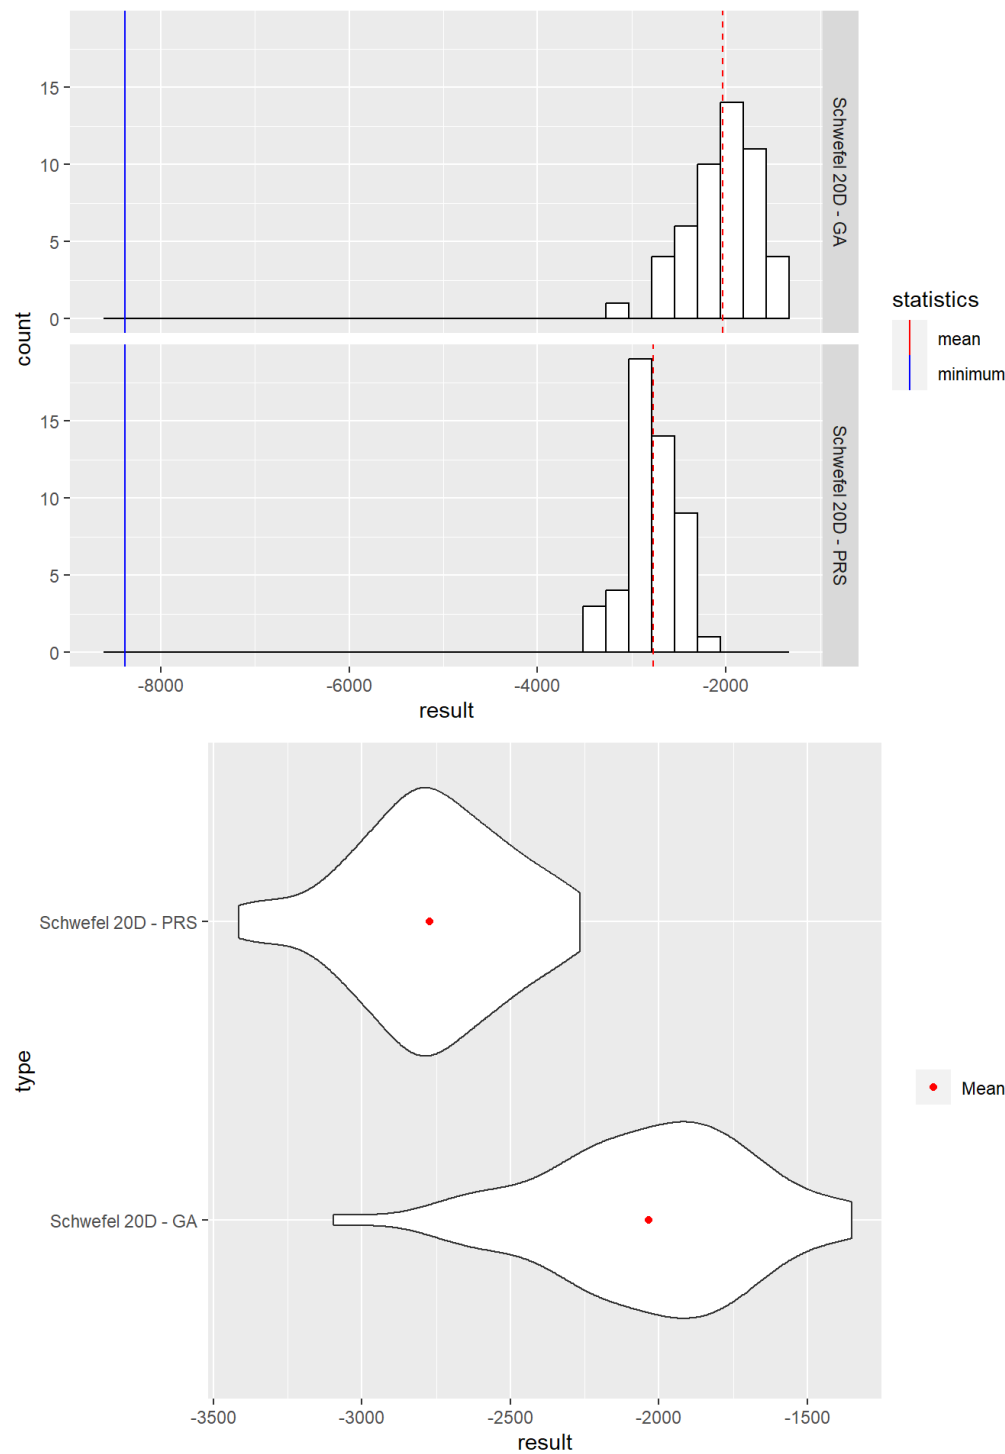 count
15
10
5
0
Schwefel 20D - GA
15
10
5
0
Schwefel 20D - PRS
-8000 -6000 -4000 -2000
result
statistics
mean
minimum
type
Schwefel 20D - PRS
Schwefel 20D - GA
-3500 -3000 -2500 -2000 -1500
result
Mean